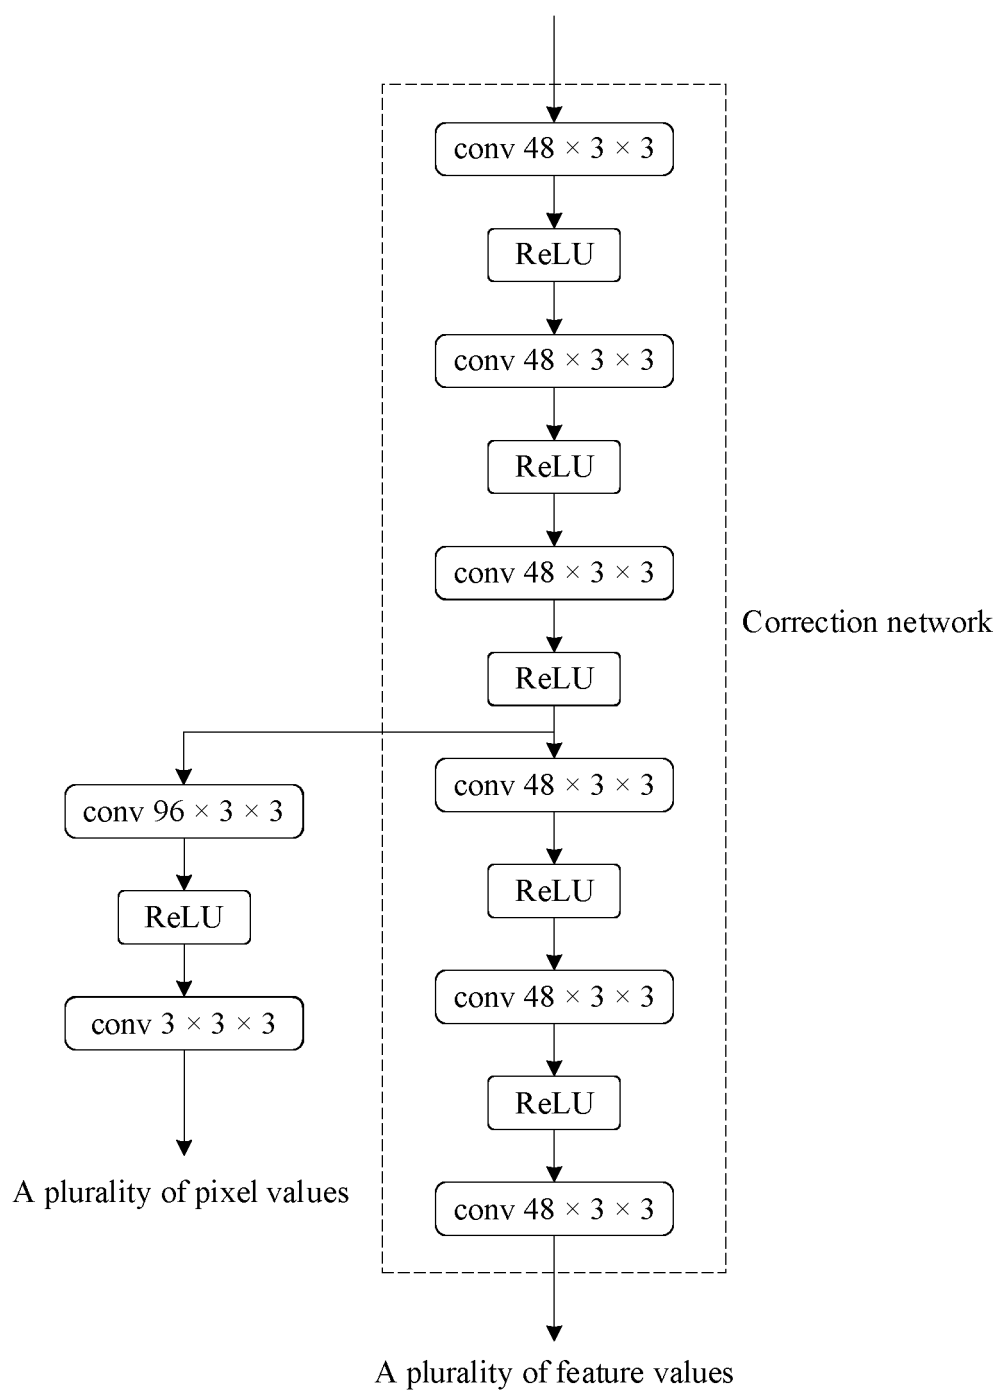 conv 48 × 3 × 3
ReLU
conv 48 × 3 × 3
ReLU
conv 48 × 3 × 3
Correction network
ReLU
conv 48 × 3 × 3
conv 96 × 3 × 3
ReLU
ReLU
conv 48 × 3 × 3
conv 3 × 3 × 3
ReLU
A plurality of pixel values
conv 48 × 3 × 3
A plurality of feature values